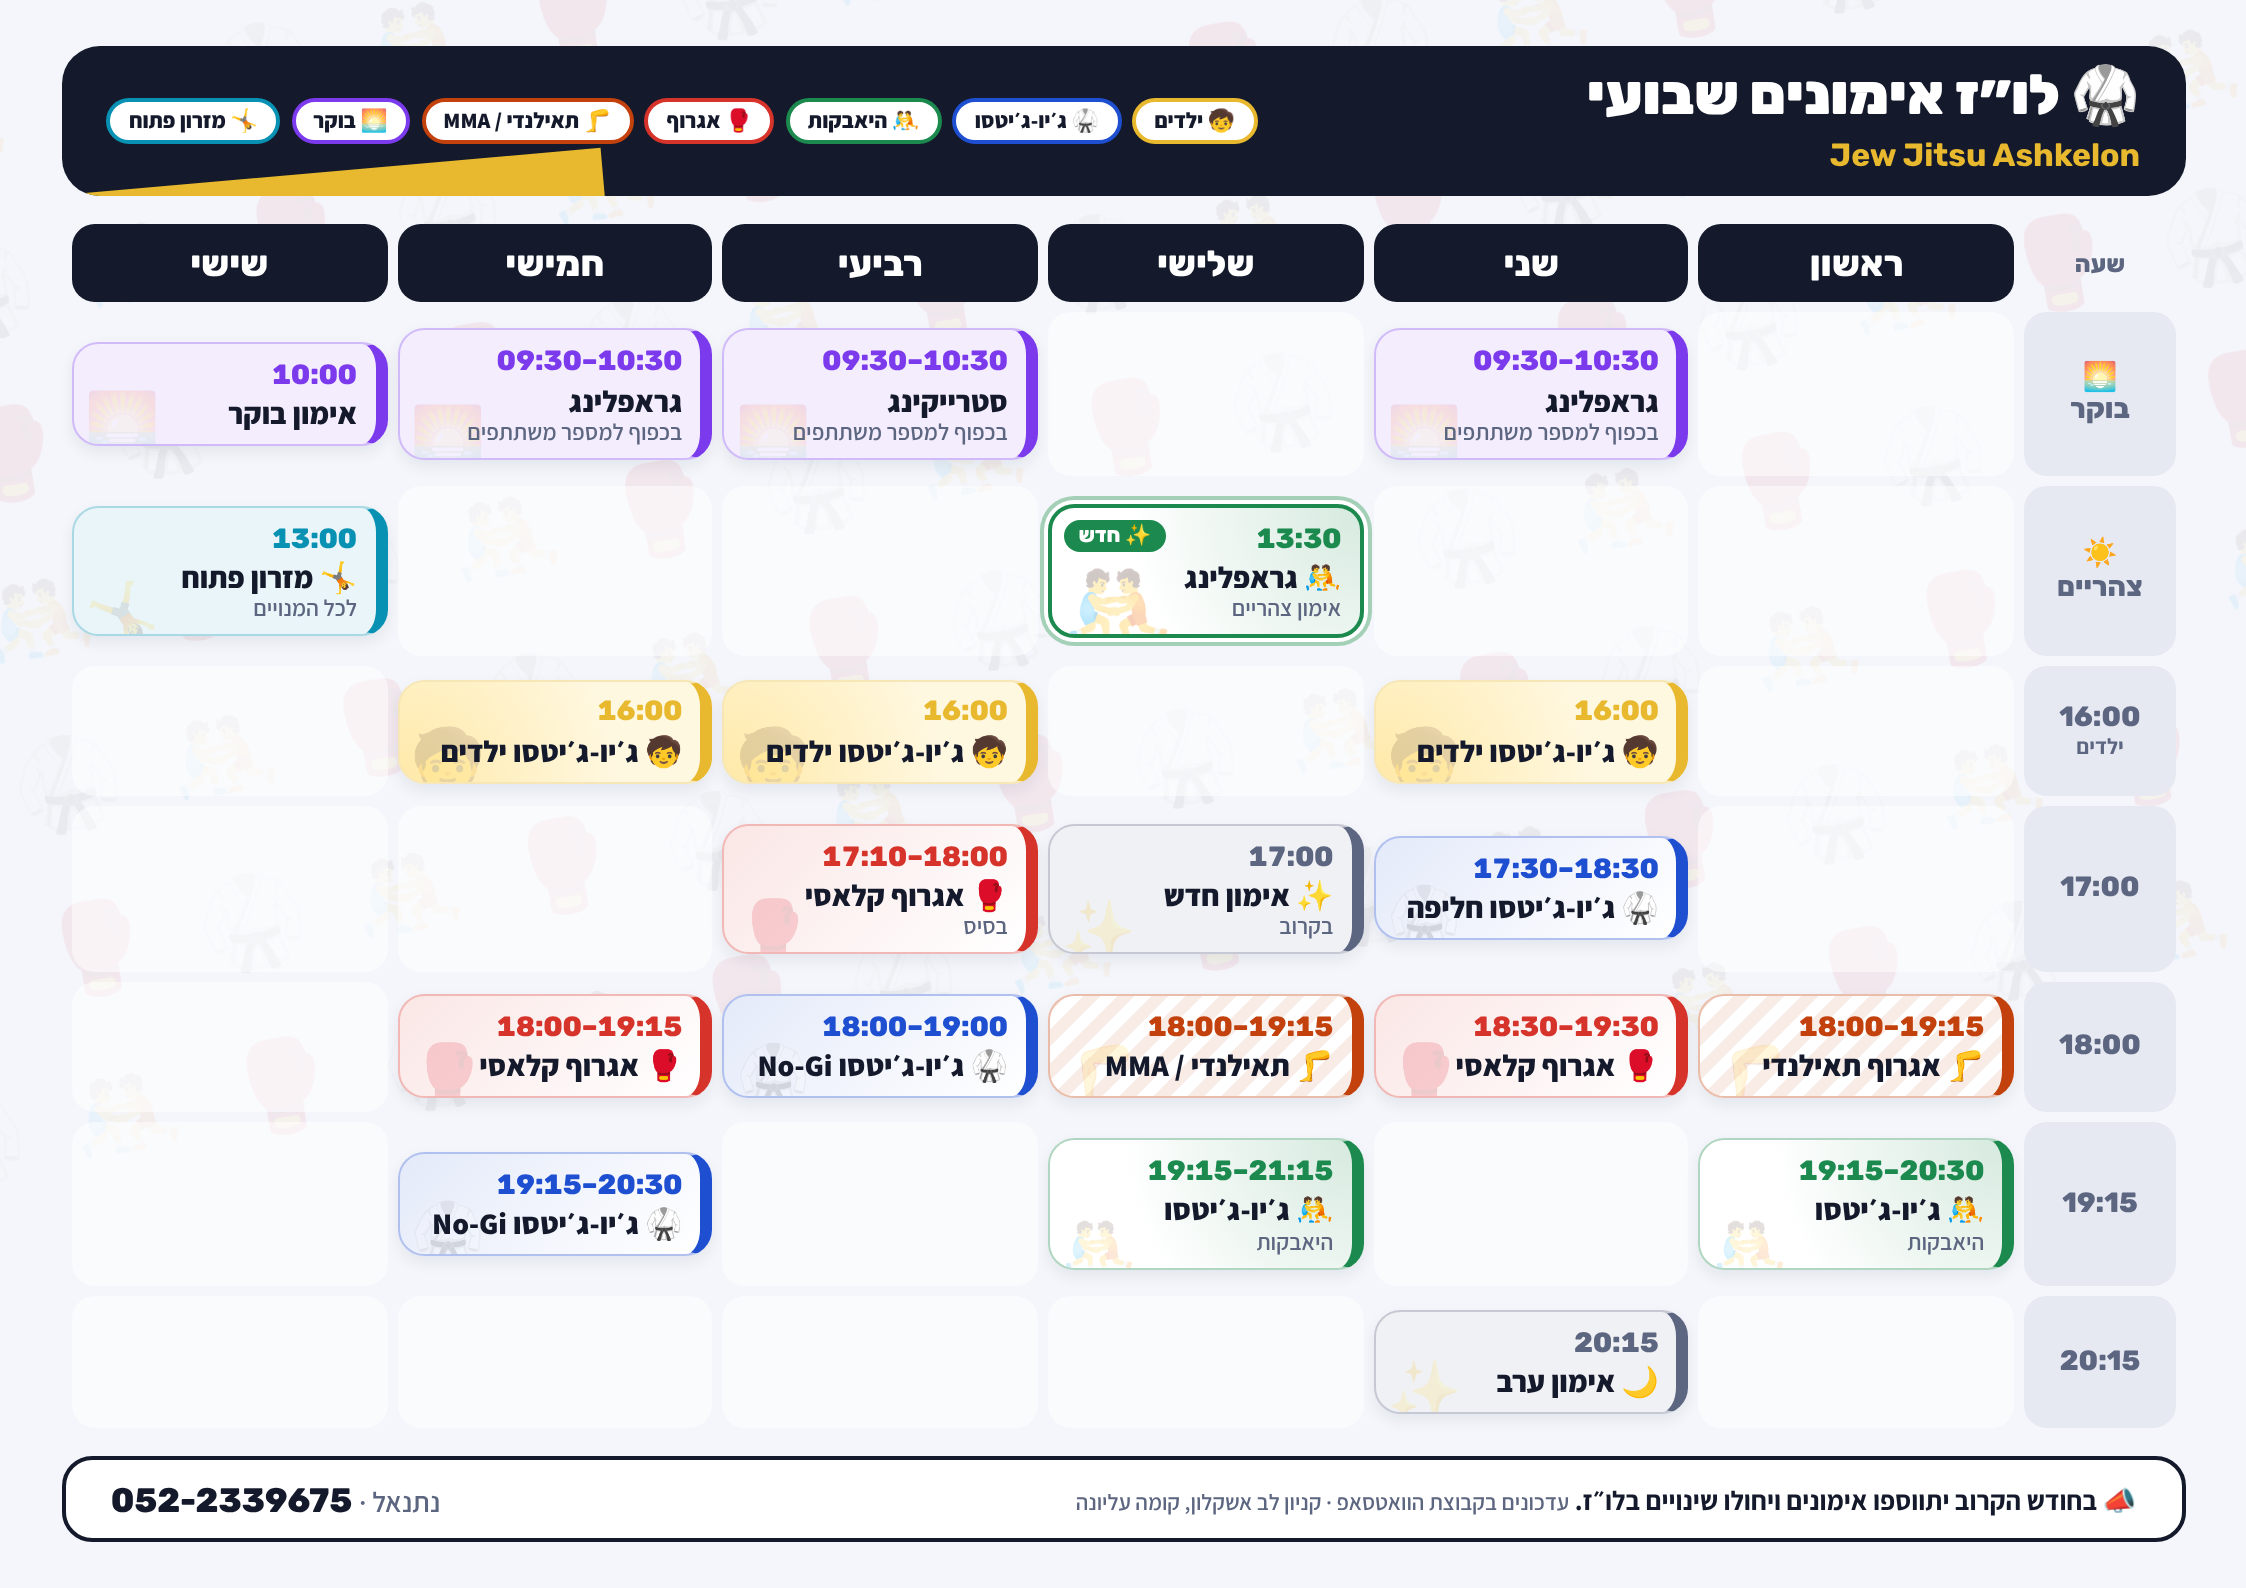 🥋 לו״ז אימונים שבועי
Jew Jitsu Ashkelon
🧒 ילדים
🥋 ג׳יו-ג׳יטסו
🤼 היאבקות
🥊 אגרוף
🦵 תאילנדי / MMA
🌅 בוקר
🤸 מזרון פתוח
שעה
ראשון
שני
שלישי
רביעי
חמישי
שישי
🌅
בוקר
09:30–10:30
גראפלינג
בכפוף למספר משתתפים
09:30–10:30
סטרייקינג
בכפוף למספר משתתפים
09:30–10:30
גראפלינג
בכפוף למספר משתתפים
10:00
אימון בוקר
☀️
צהריים
13:30
✨ חדש
🤼 גראפלינג
אימון צהריים
13:00
🤸 מזרון פתוח
לכל המנויים
16:00
ילדים
16:00
🧒 ג׳יו-ג׳יטסו ילדים
16:00
🧒 ג׳יו-ג׳יטסו ילדים
16:00
🧒 ג׳יו-ג׳יטסו ילדים
17:00
17:30–18:30
🥋 ג׳יו-ג׳יטסו חליפה
17:00
✨ אימון חדש
בקרוב
17:10–18:00
🥊 אגרוף קלאסי
בסיס
18:00
18:00–19:15
🦵 אגרוף תאילנדי
18:30–19:30
🥊 אגרוף קלאסי
18:00–19:15
🦵 תאילנדי / MMA
18:00–19:00
🥋 ג׳יו-ג׳יטסו No-Gi
18:00–19:15
🥊 אגרוף קלאסי
19:15
19:15–20:30
🤼 ג׳יו-ג׳יטסו
היאבקות
19:15–21:15
🤼 ג׳יו-ג׳יטסו
היאבקות
19:15–20:30
🥋 ג׳יו-ג׳יטסו No-Gi
20:15
20:15
🌙 אימון ערב
📣 בחודש הקרוב יתווספו אימונים ויחולו שינויים בלו״ז. עדכונים בקבוצת הוואטסאפ · קניון לב אשקלון, קומה עליונה
נתנאל · 052-2339675